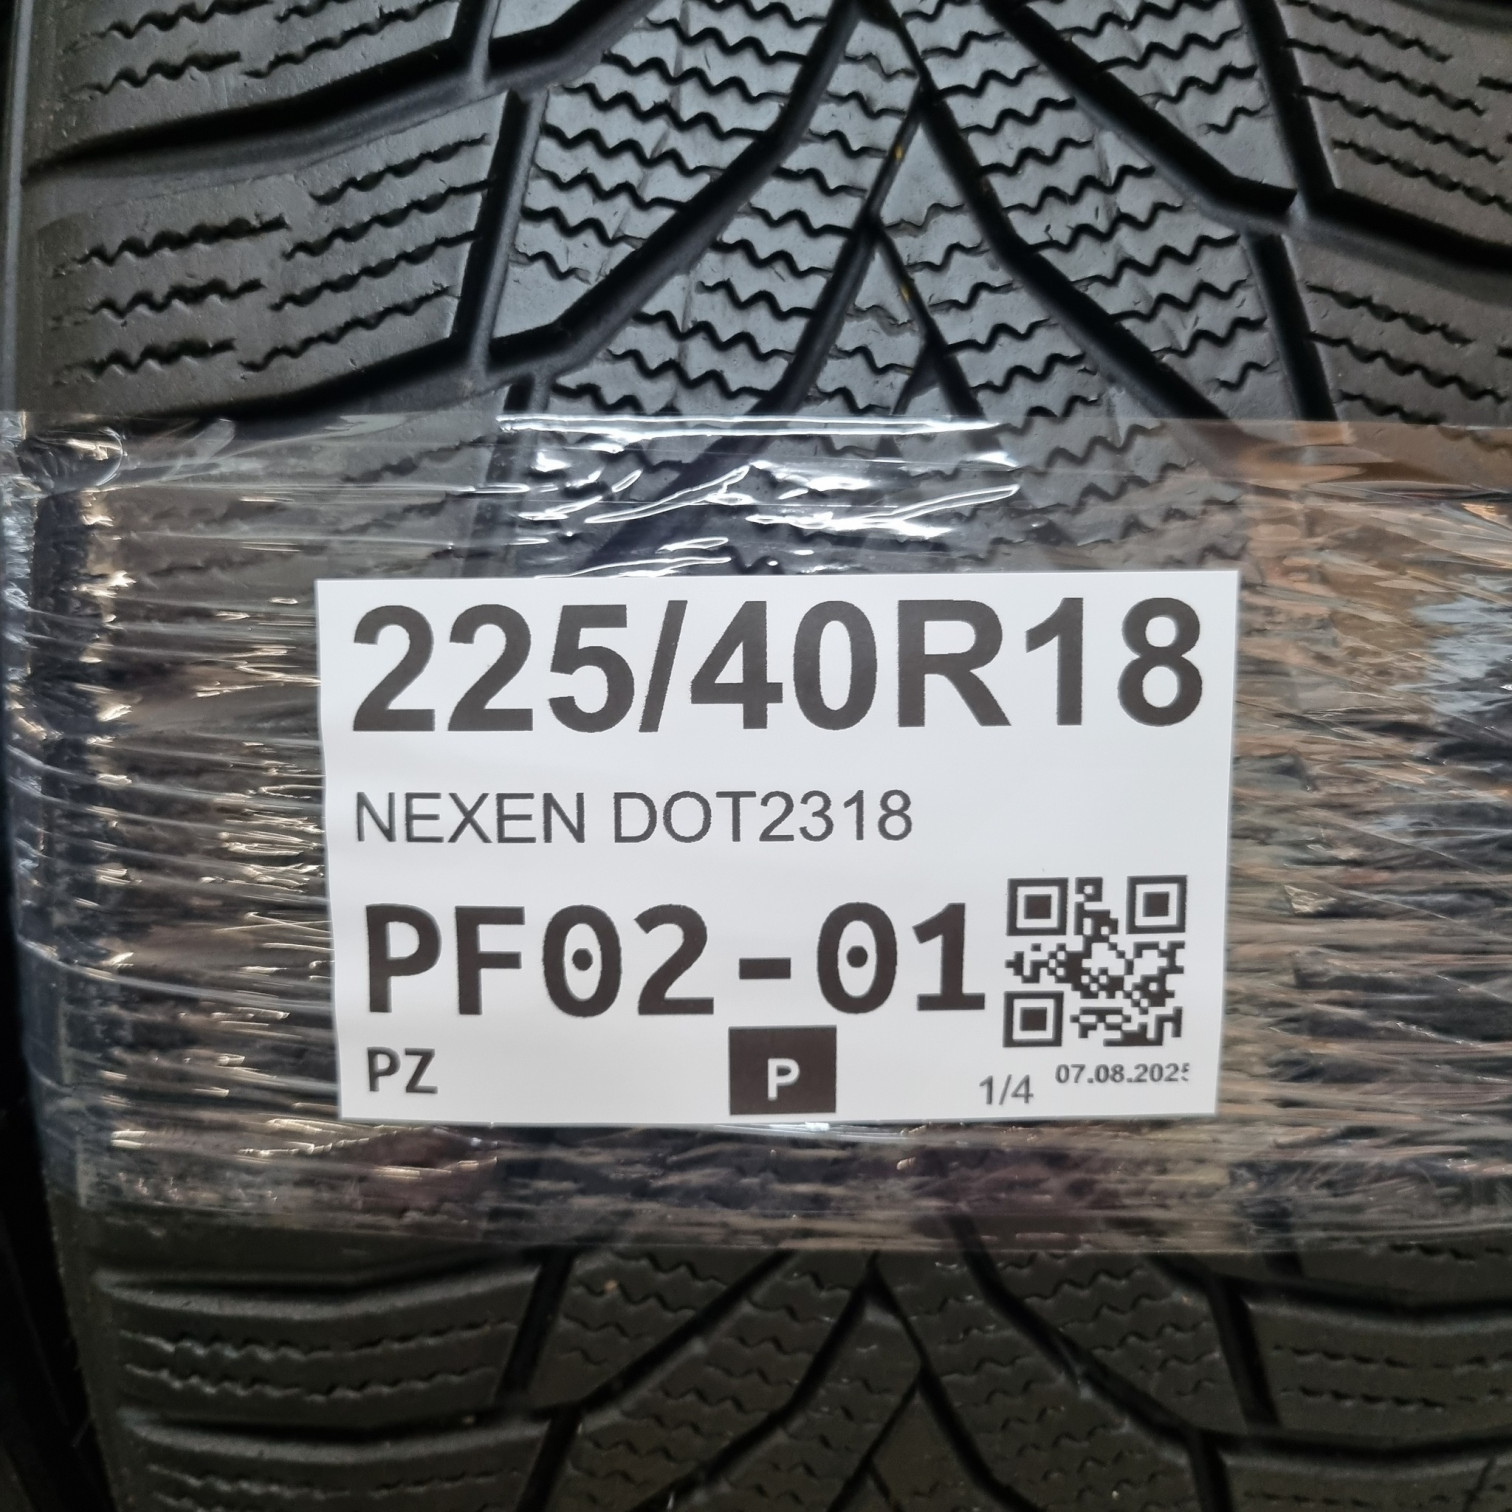 225/40R18
NEXEN DOT2318
PF02-01
PZ
P
1/4 07.08.2025